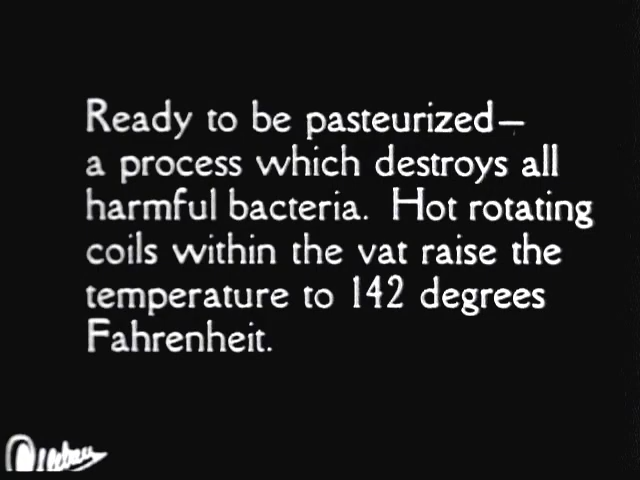 Ready to be pasteurized—
a process which destroys all
harmful bacteria. Hot rotating
coils within the vat raise the
temperature to 142 degrees
Fahrenheit.